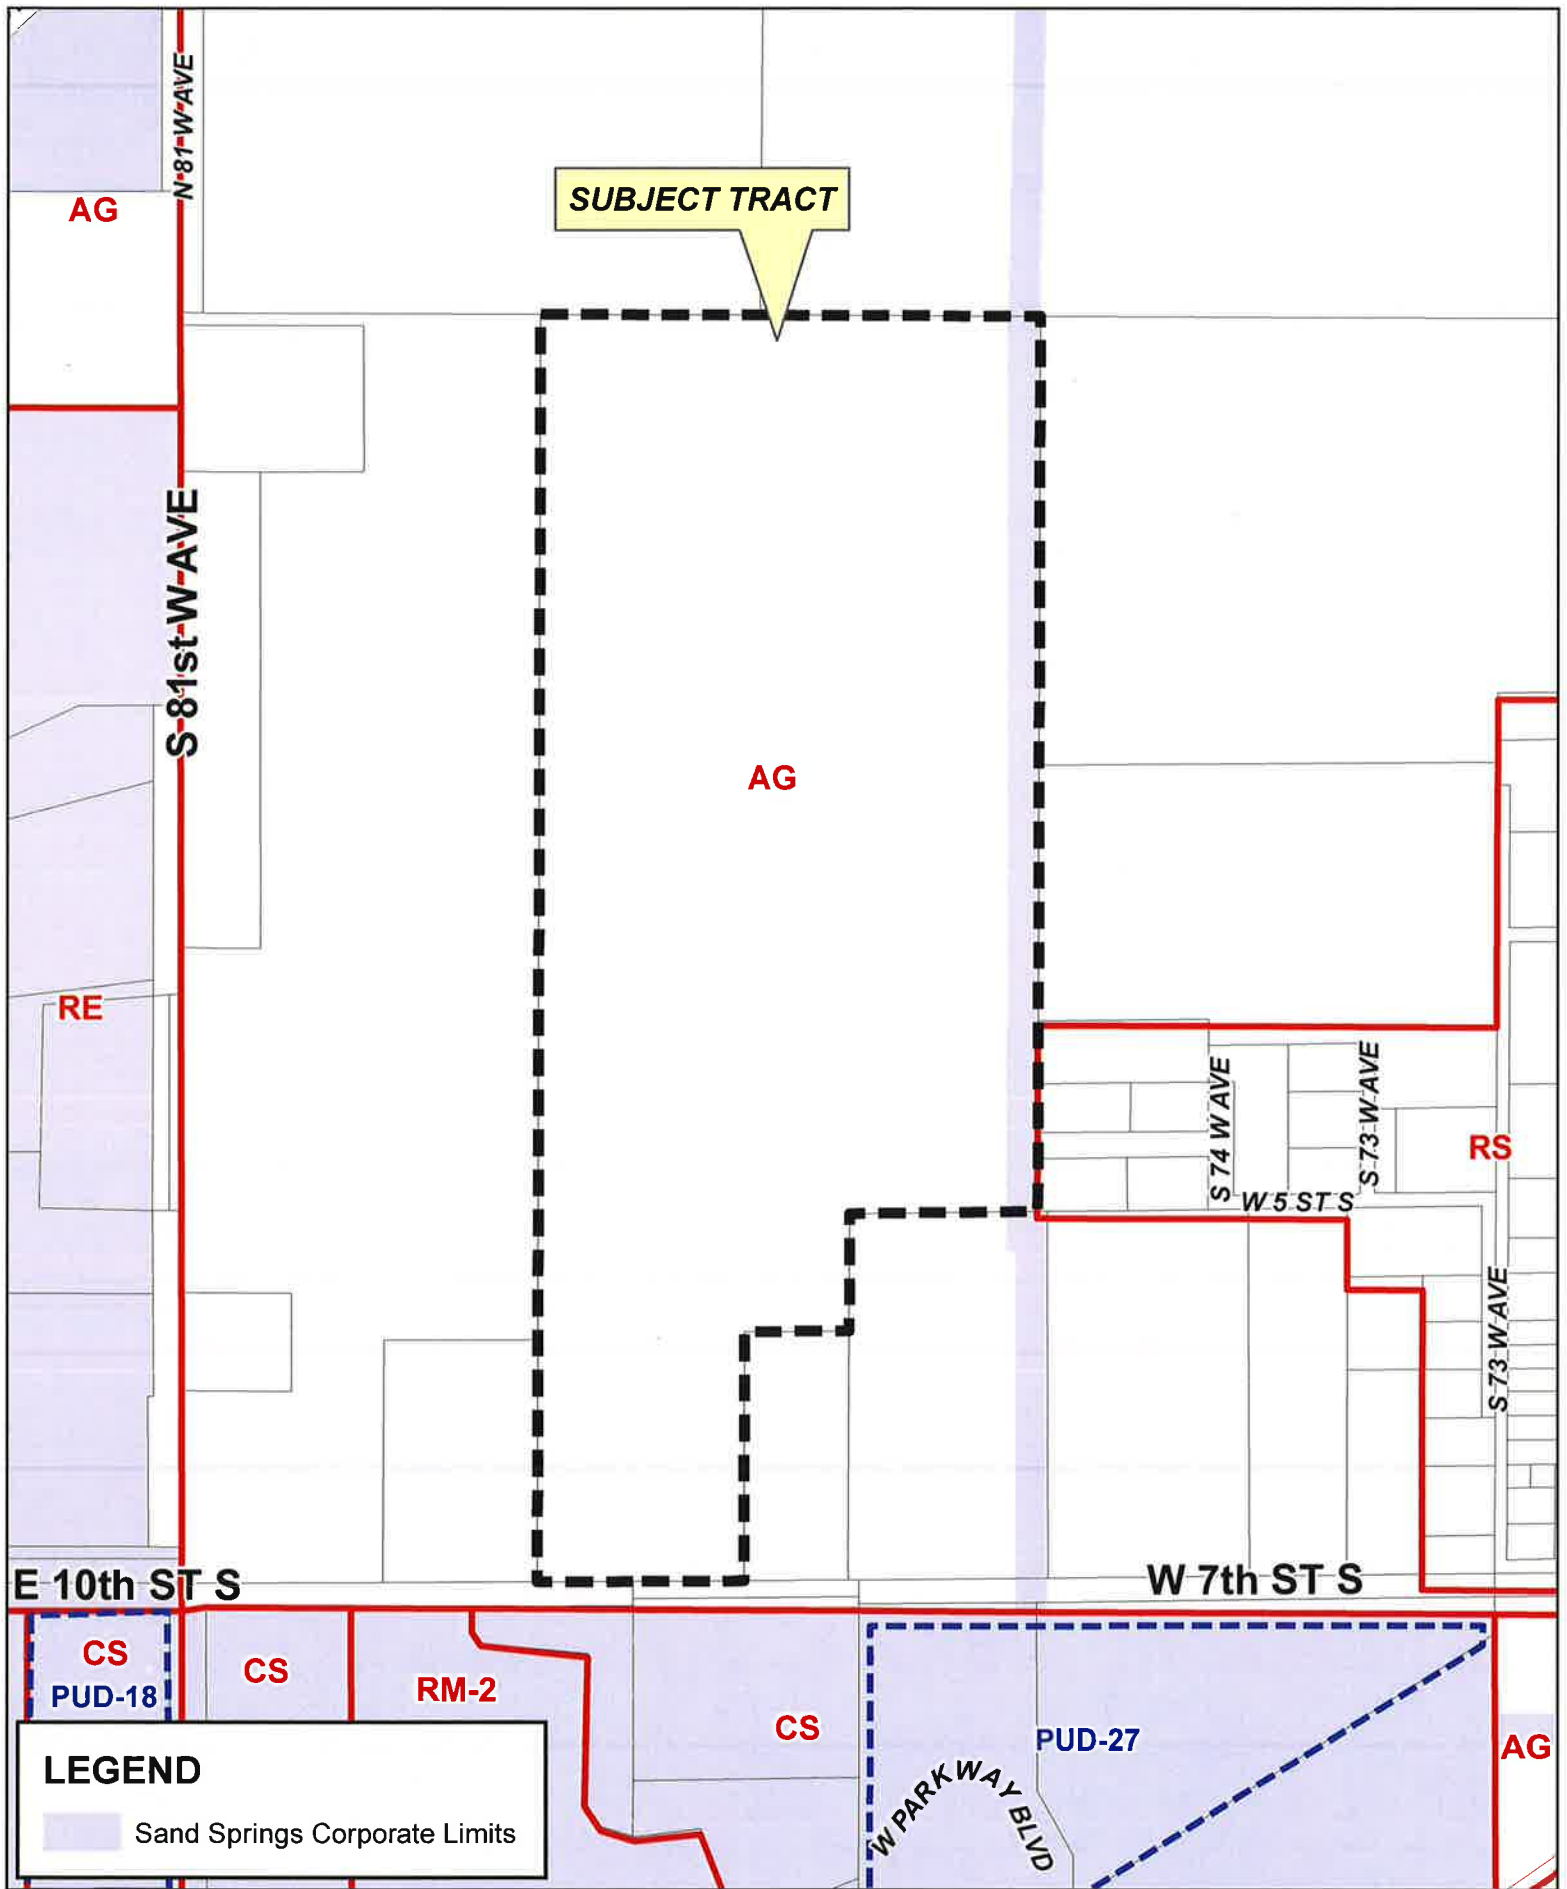 N 81 W AVE
AG
SUBJECT TRACT
S 81st W AVE
AG
RE
S 74 W AVE
S 73 W AVE
RS
W 5 ST S
S 73 W AVE
E 10th ST S
W 7th ST S
CS
PUD-18
CS
RM-2
CS
PUD-27
AG
W PARKWAY BLVD
LEGEND
Sand Springs Corporate Limits